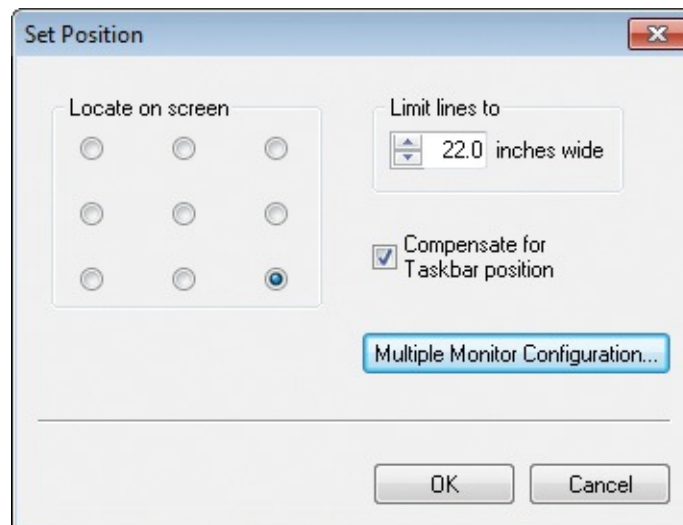 Set Position
Locate on screen
Limit lines to
22.0 inches wide
Compensate for
Taskbar position
Multiple Monitor Configuration...
OK
Cancel